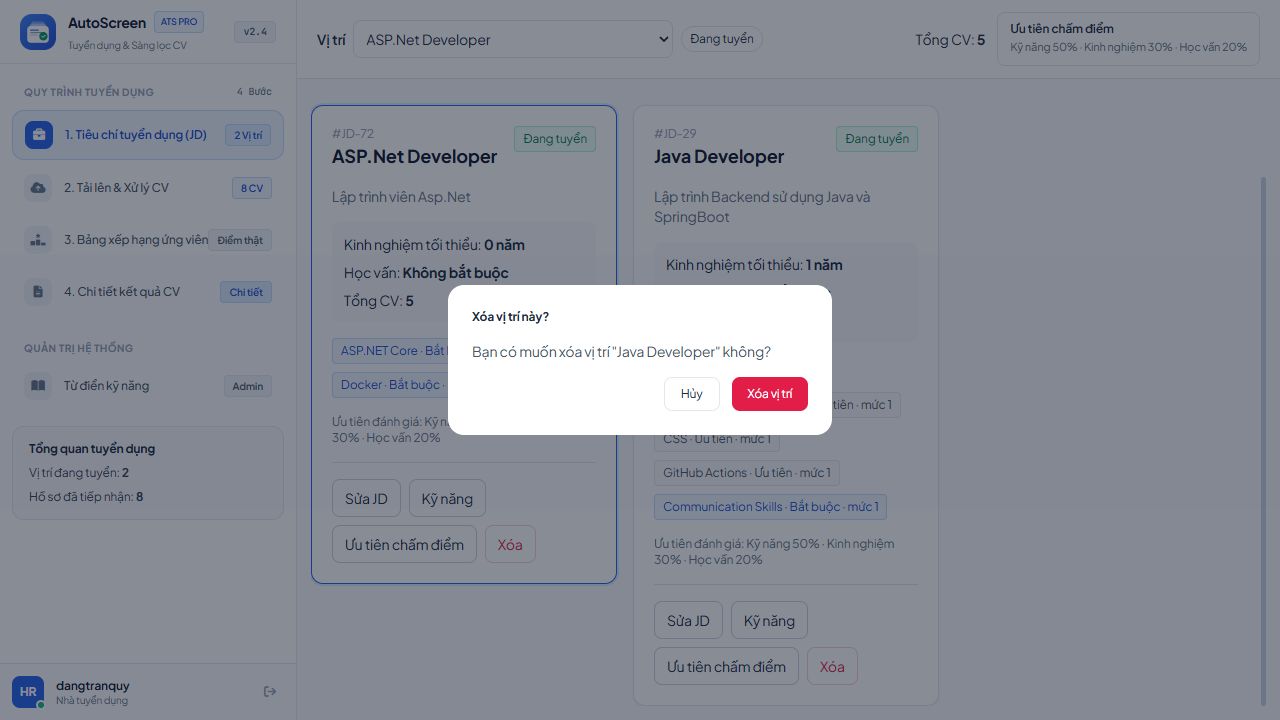 AutoScreen
ATS PRO
Tuyển dụng & Sàng lọc CV
v2.4
QUY TRÌNH TUYỂN DỤNG
4 Bước
1. Tiêu chí tuyển dụng (JD)
2 Vị trí
2. Tải lên & Xử lý CV
8 CV
3. Bảng xếp hạng ứng viên
Điểm thật
4. Chi tiết kết quả CV
Chi tiết
QUẢN TRỊ HỆ THỐNG
Từ điển kỹ năng
Admin
Tổng quan tuyển dụng
Vị trí đang tuyển: 2
Hồ sơ đã tiếp nhận: 8
HR
dangtranquy
Nhà tuyển dụng
Vị trí
ASP.Net Developer
Đang tuyển
Tổng CV: 5
Ưu tiên chấm điểm
Kỹ năng 50% · Kinh nghiệm 30% · Học vấn 20%
#JD-72
ASP.Net Developer
Đang tuyển
Lập trình viên Asp.Net
Kinh nghiệm tối thiểu: 0 năm
Học vấn: Không bắt buộc
Tổng CV: 5
ASP.NET Core · Bắt
Docker · Bắt buộc ·
Ưu tiên đánh giá: Kỹ
30% · Học vấn 20%
Sửa JD
Kỹ năng
Ưu tiên chấm điểm
Xóa
#JD-29
Java Developer
Đang tuyển
Lập trình Backend sử dụng Java và
SpringBoot
Kinh nghiệm tối thiểu: 1 năm
tiên · mức 1
CSS · Ưu tiên · mức 1
GitHub Actions · Ưu tiên · mức 1
Communication Skills · Bắt buộc · mức 1
Ưu tiên đánh giá: Kỹ năng 50% · Kinh nghiệm
30% · Học vấn 20%
Sửa JD
Kỹ năng
Ưu tiên chấm điểm
Xóa
Xóa vị trí này?
Bạn có muốn xóa vị trí "Java Developer" không?
Hủy
Xóa vị trí